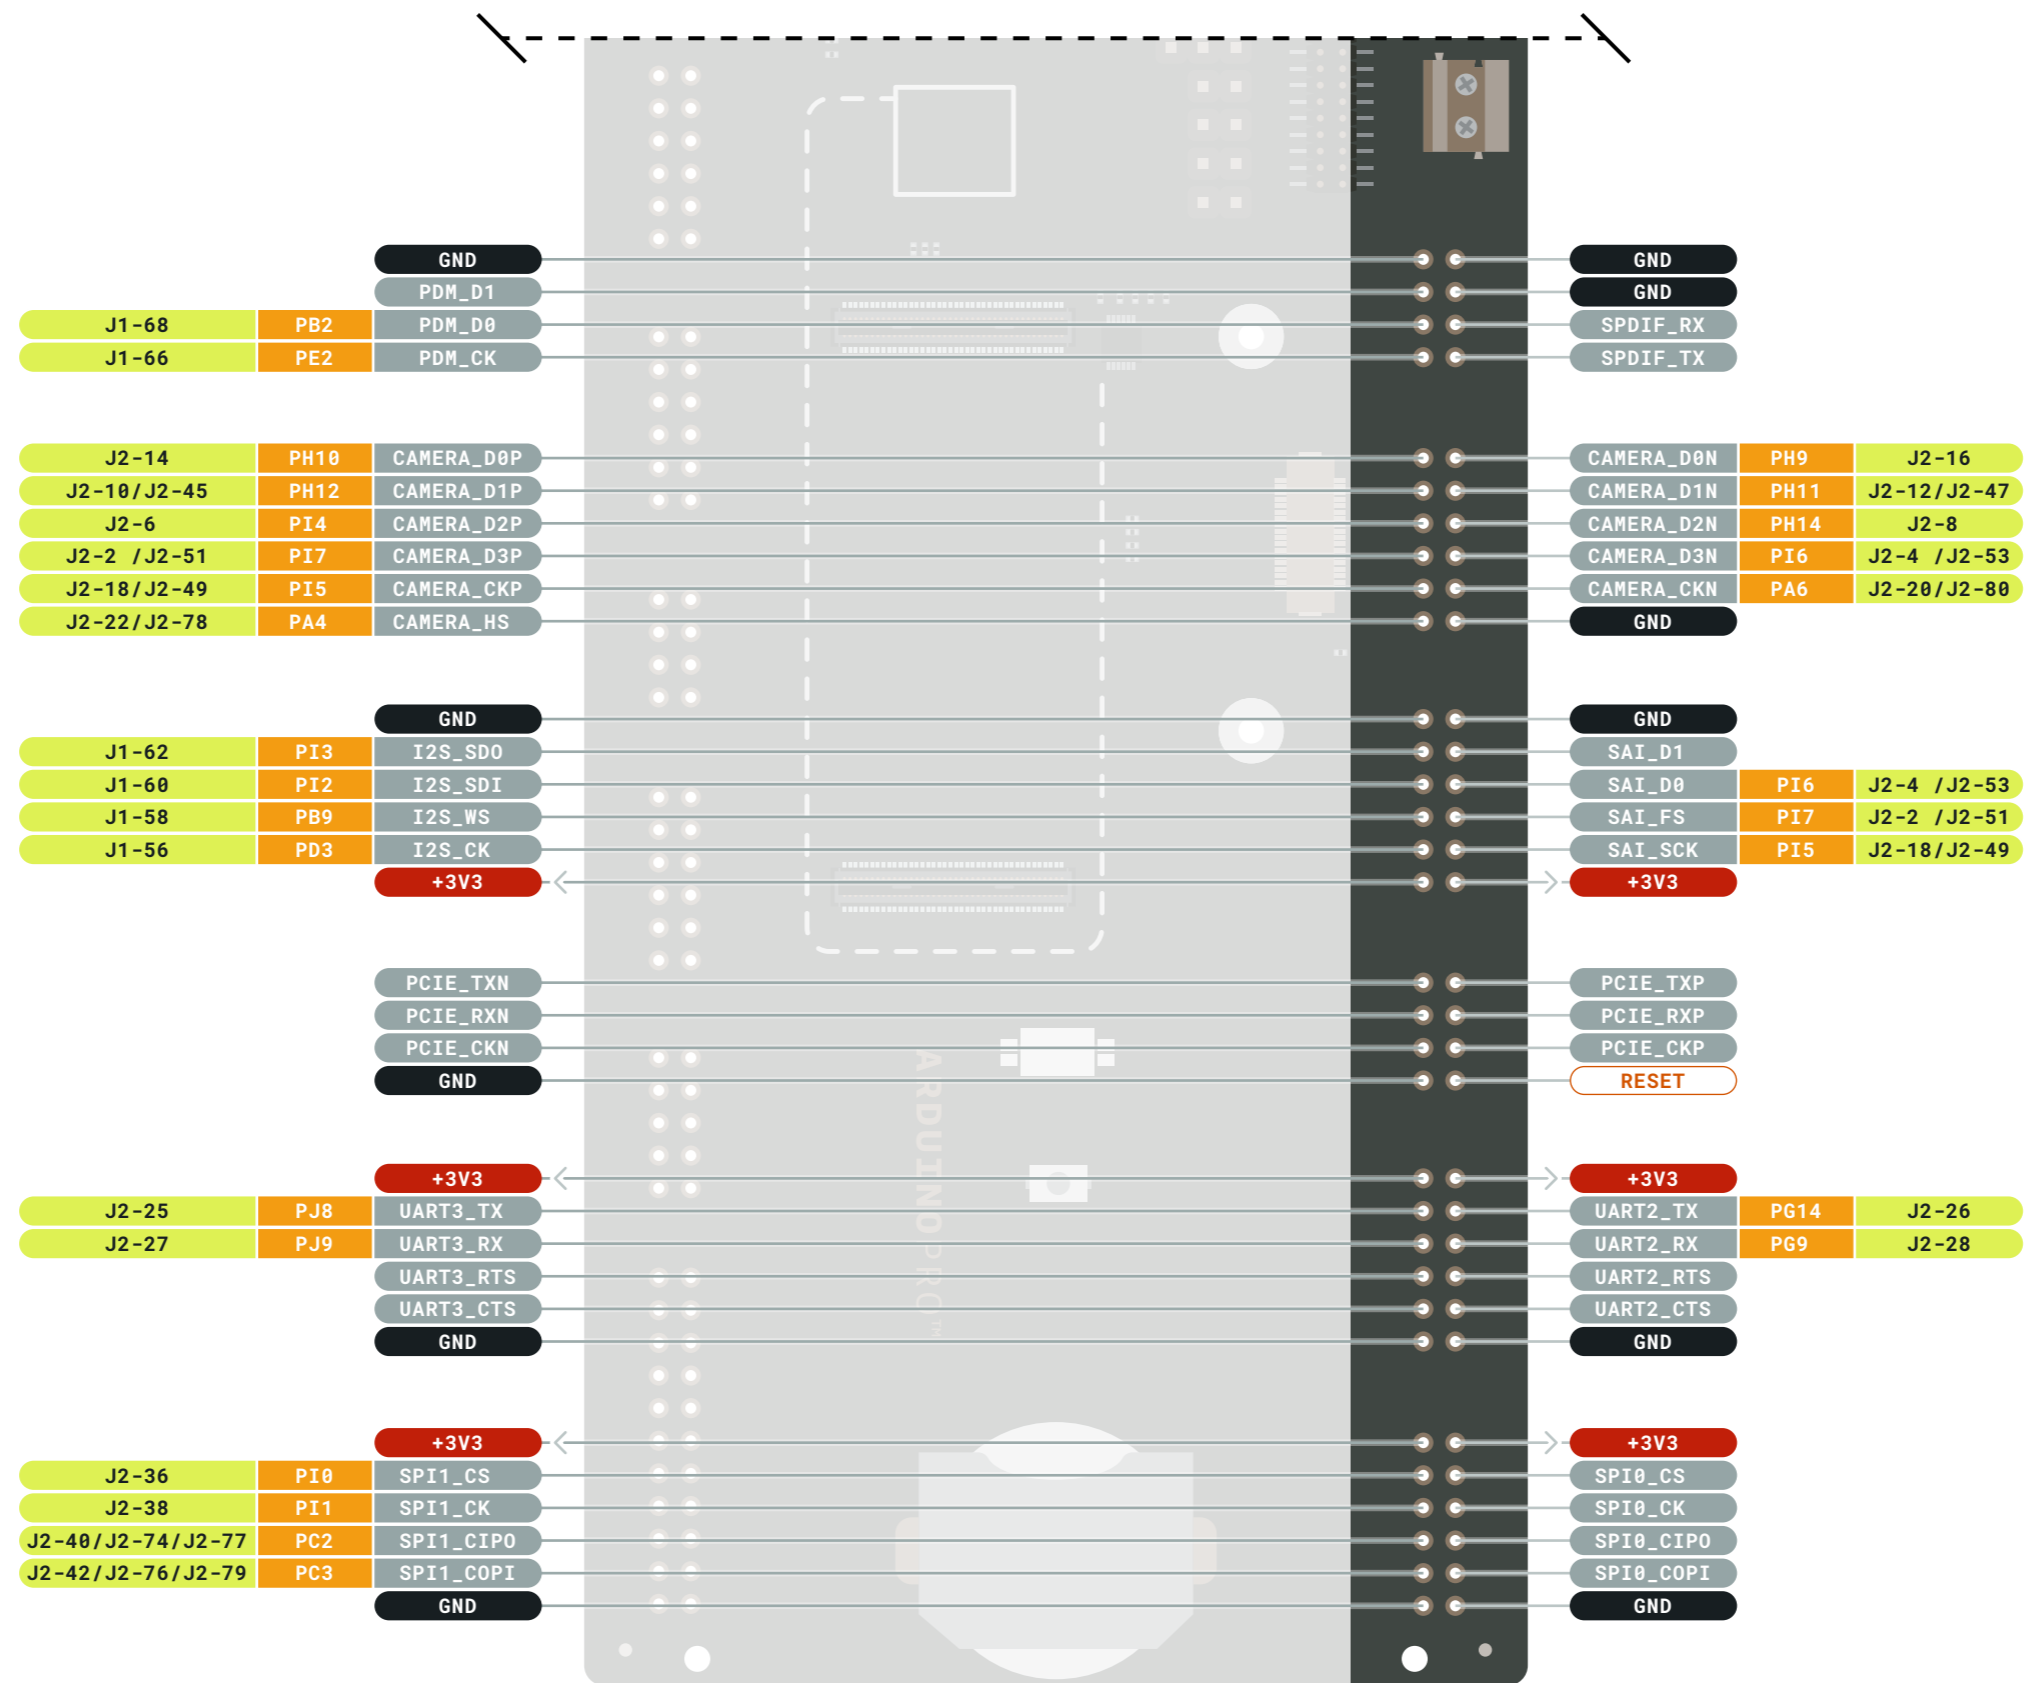 GND GND
PDM_D1 GND
J1-68 PB2 PDM_D0 SPDIF_RX
J1-66 PE2 PDM_CK SPDIF_TX
J2-14 PH10 CAMERA_D0P CAMERA_D0N PH9 J2-16
J2-10/J2-45 PH12 CAMERA_D1P CAMERA_D1N PH11 J2-12/J2-47
J2-6 PI4 CAMERA_D2P CAMERA_D2N PH14 J2-8
J2-2 /J2-51 PI7 CAMERA_D3P CAMERA_D3N PI6 J2-4 /J2-53
J2-18/J2-49 PI5 CAMERA_CKP CAMERA_CKN PA6 J2-20/J2-80
J2-22/J2-78 PA4 CAMERA_HS GND
GND GND
J1-62 PI3 I2S_SDO SAI_D1
J1-60 PI2 I2S_SDI SAI_D0 PI6 J2-4 /J2-53
J1-58 PB9 I2S_WS SAI_FS PI7 J2-2 /J2-51
J1-56 PD3 I2S_CK SAI_SCK PI5 J2-18/J2-49
+3V3 +3V3
PCIE_TXN PCIE_TXP
PCIE_RXN PCIE_RXP
PCIE_CKN PCIE_CKP
GND RESET
ARDUINO PRO™
+3V3 +3V3
J2-25 PJ8 UART3_TX UART2_TX PG14 J2-26
J2-27 PJ9 UART3_RX UART2_RX PG9 J2-28
UART3_RTS UART2_RTS
UART3_CTS UART2_CTS
GND GND
+3V3 +3V3
J2-36 PI0 SPI1_CS SPI0_CS
J2-38 PI1 SPI1_CK SPI0_CK
J2-40/J2-74/J2-77 PC2 SPI1_CIPO SPI0_CIPO
J2-42/J2-76/J2-79 PC3 SPI1_COPI SPI0_COPI
GND GND